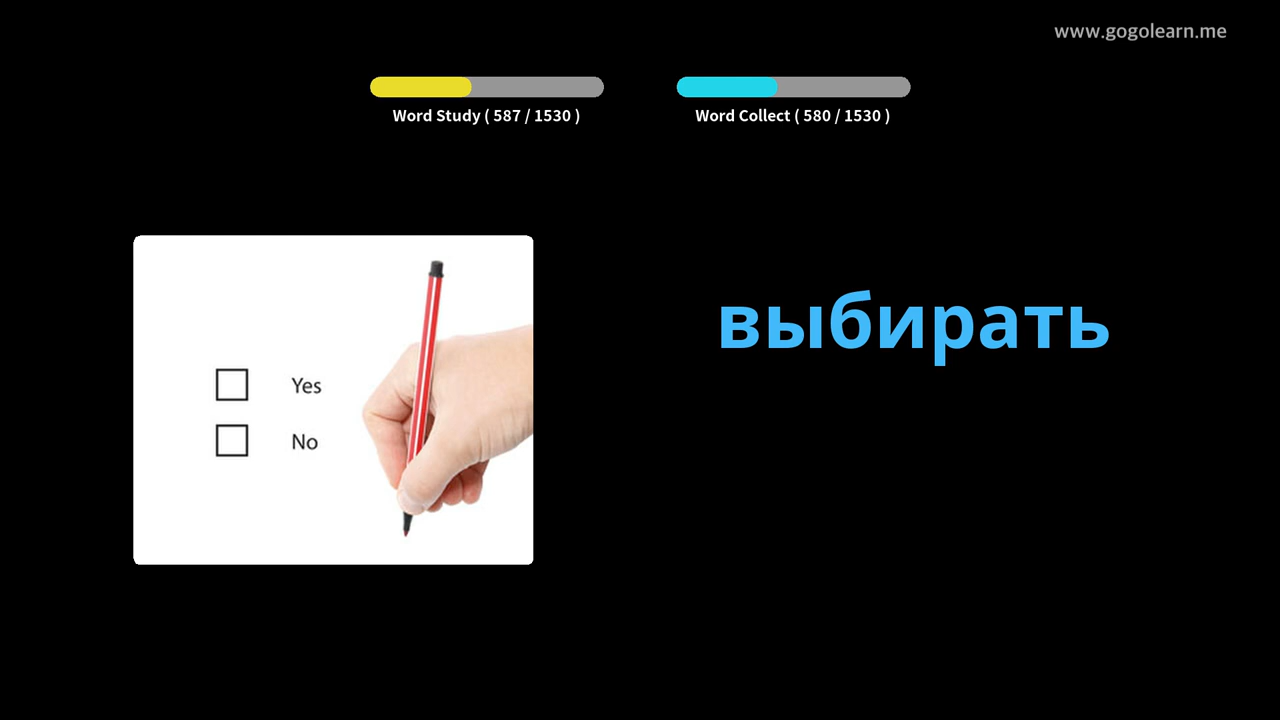 www.gogolearn.me
Word Study ( 587 / 1530 )
Word Collect ( 580 / 1530 )
выбирать
Yes
No